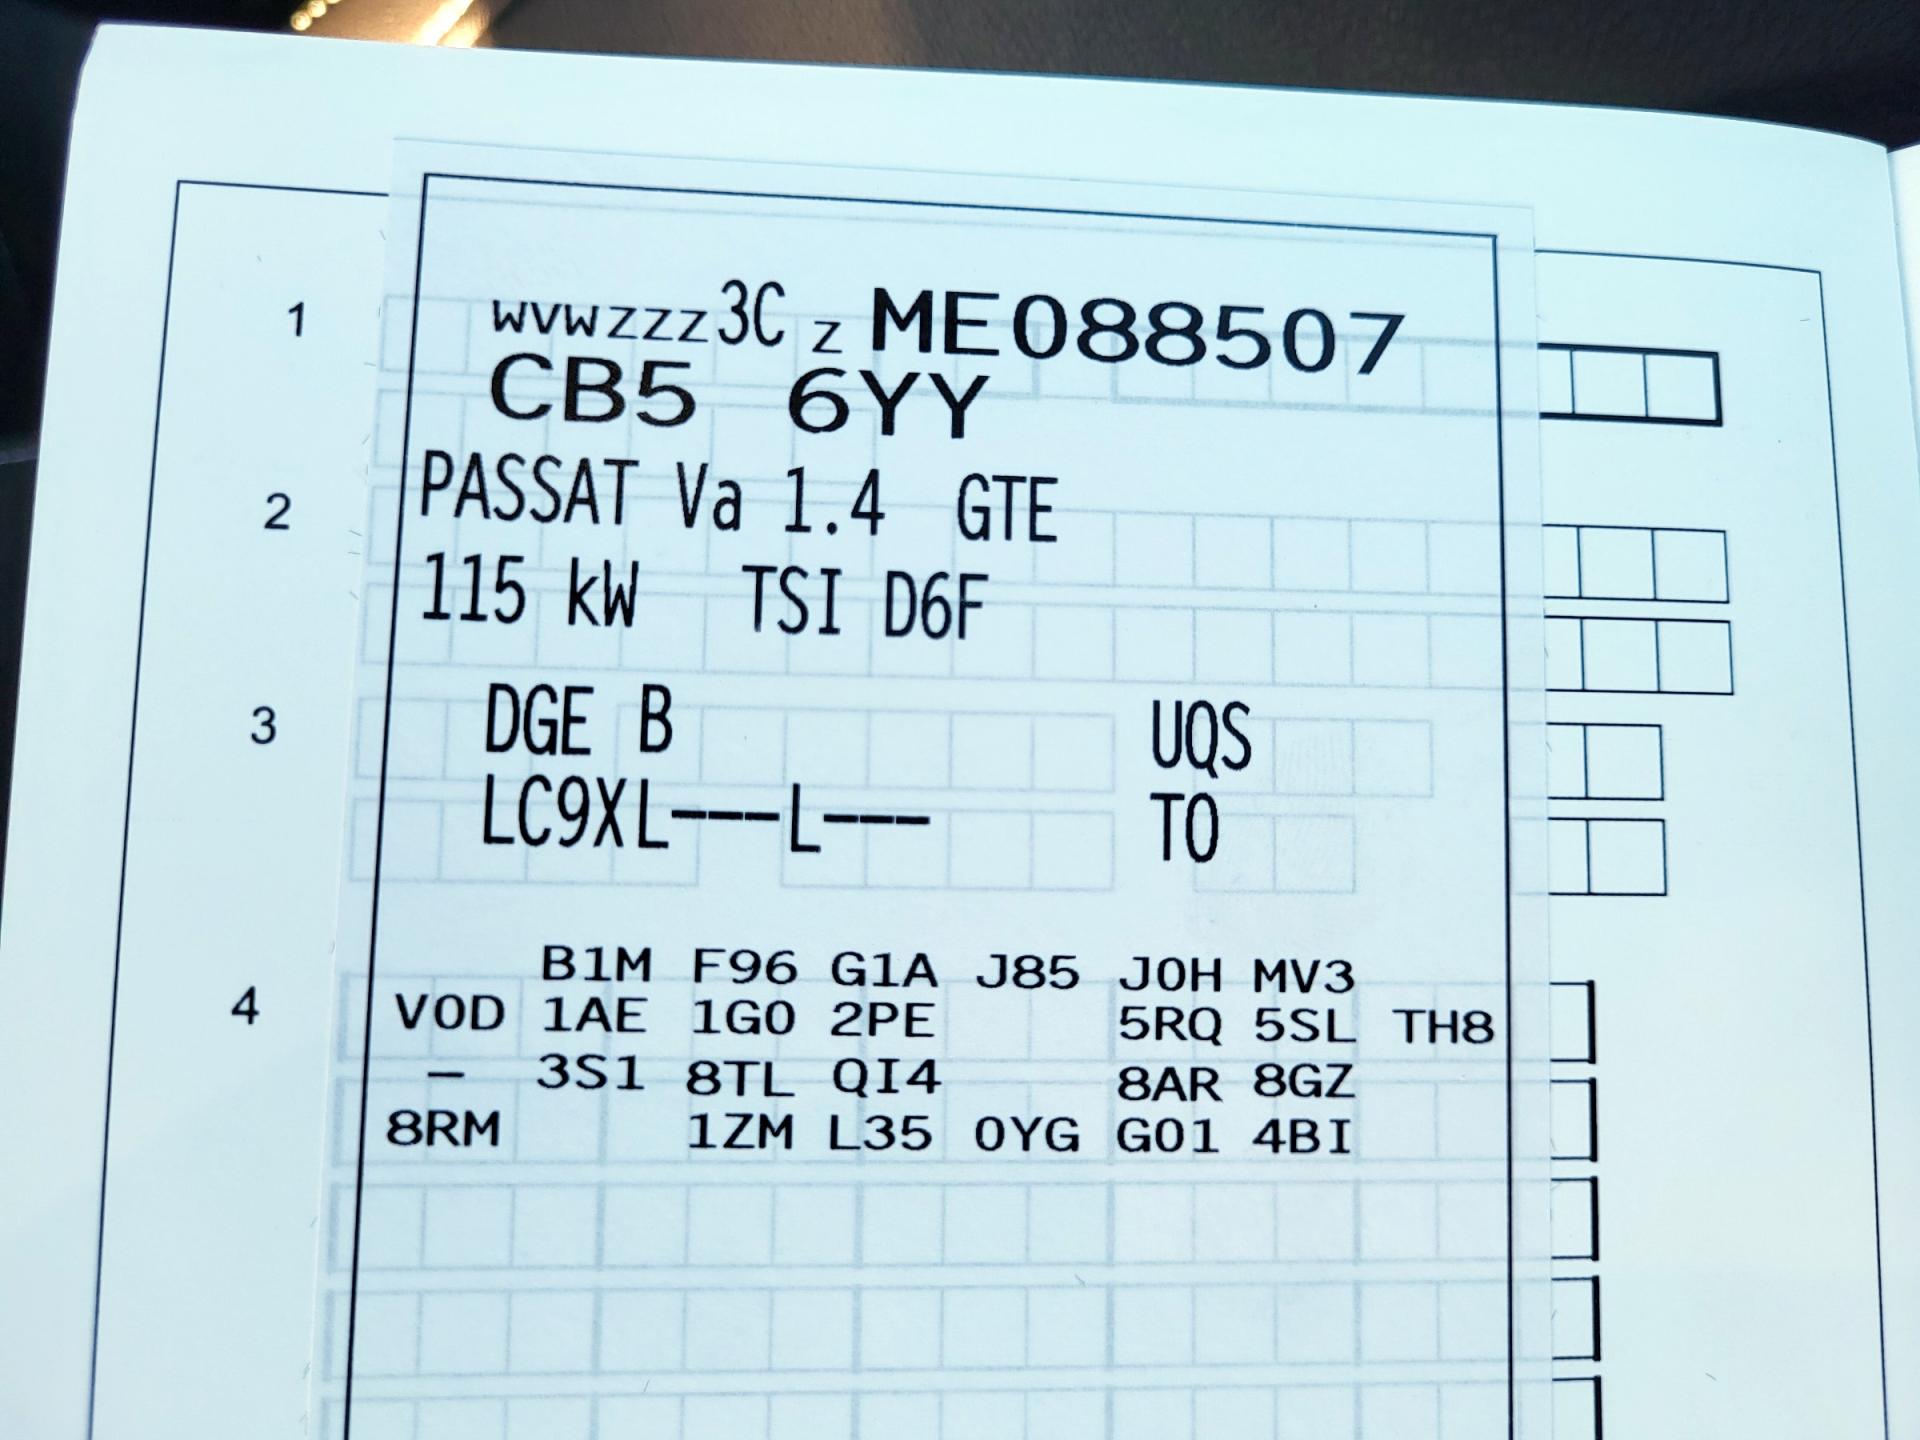 1 WVWZZZ3C Z ME088507
CB5 6YY
2 PASSAT Va 1.4 GTE
115 kW TSI D6F
3 DGE B UQS
LC9XL---L--- T0
B1M F96 G1A J85 J0H MV3
4 V0D 1AE 1G0 2PE 5RQ 5SL TH8
– 3S1 8TL QI4 8AR 8GZ
8RM 1ZM L35 0YG G01 4BI